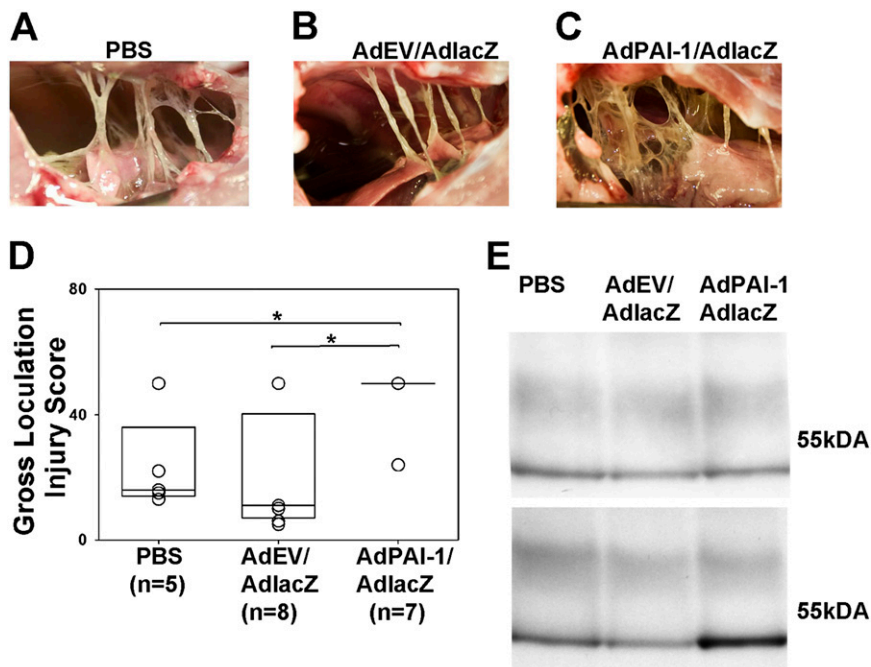 A
PBS
B
AdEV/AdlacZ
C
AdPAI-1/AdlacZ
D
Gross Loculation
Injury Score
80
40
0
*
*
PBS
(n=5)
AdEV/
AdlacZ
(n=8)
AdPAI-1/
AdlacZ
(n=7)
E
PBS
AdEV/
AdlacZ
AdPAI-1
AdlacZ
55kDA
55kDA